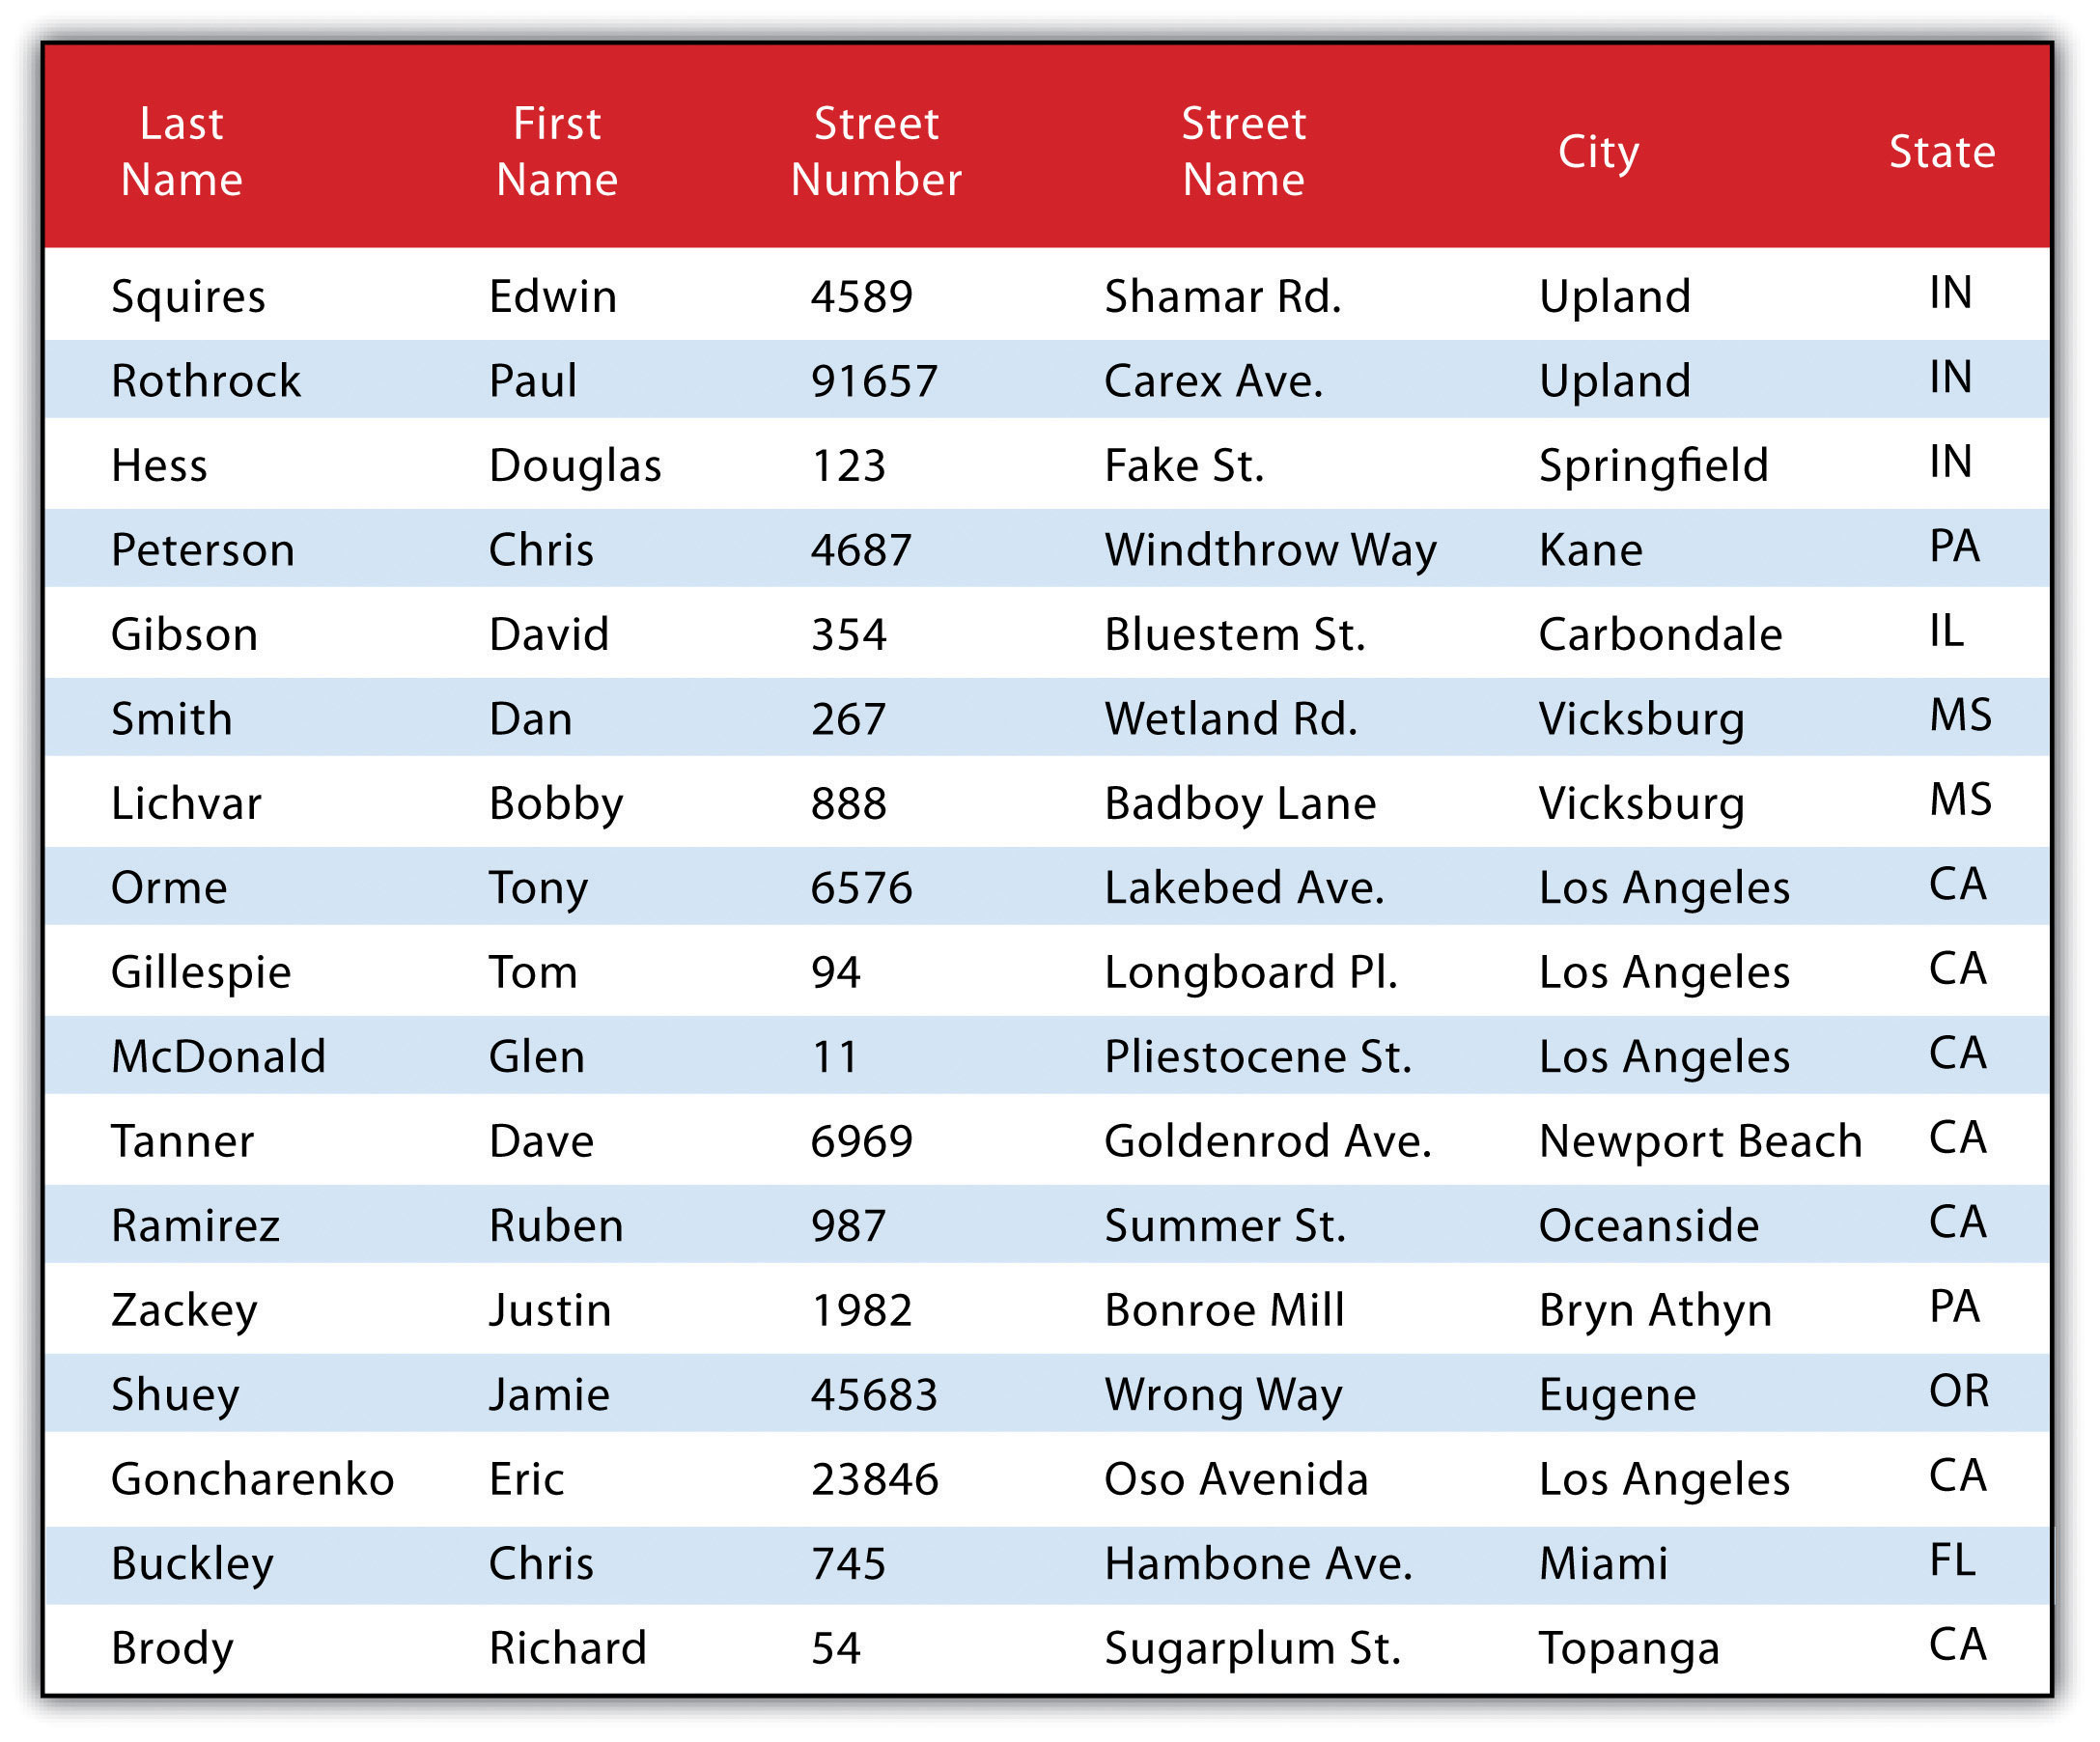 Last Name First Name Street Number Street Name City State
Squires Edwin 4589 Shamar Rd. Upland IN
Rothrock Paul 91657 Carex Ave. Upland IN
Hess Douglas 123 Fake St. Springfield IN
Peterson Chris 4687 Windthrow Way Kane PA
Gibson David 354 Bluestem St. Carbondale IL
Smith Dan 267 Wetland Rd. Vicksburg MS
Lichvar Bobby 888 Badboy Lane Vicksburg MS
Orme Tony 6576 Lakebed Ave. Los Angeles CA
Gillespie Tom 94 Longboard Pl. Los Angeles CA
McDonald Glen 11 Pliestocene St. Los Angeles CA
Tanner Dave 6969 Goldenrod Ave. Newport Beach CA
Ramirez Ruben 987 Summer St. Oceanside CA
Zackey Justin 1982 Bonroe Mill Bryn Athyn PA
Shuey Jamie 45683 Wrong Way Eugene OR
Goncharenko Eric 23846 Oso Avenida Los Angeles CA
Buckley Chris 745 Hambone Ave. Miami FL
Brody Richard 54 Sugarplum St. Topanga CA